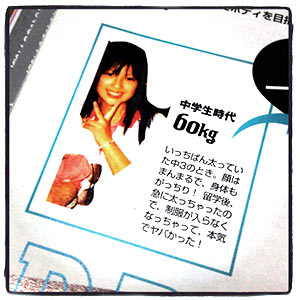 ボディを目指
中学生時代
60kg
いっちばん太ってい
た中3のとき。顔は
まんまるで、身体も
がっちり！ 留学後、
急に太っちゃったの
で、制服が入らなく
なっちゃって、本気
でヤバかった！